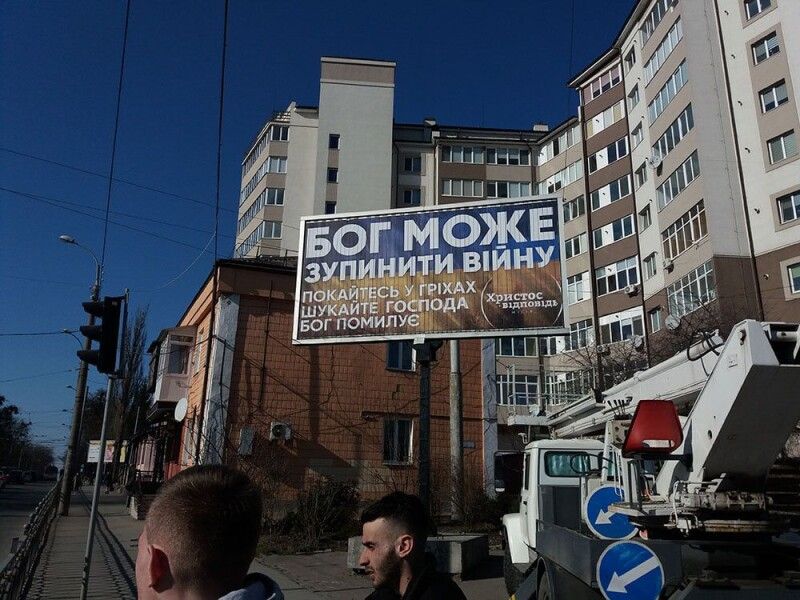 БОГ МОЖЕ
ЗУПИНИТИ ВІЙНУ
ПОКАЙТЕСЬ У ГРІХАХ
ШУКАЙТЕ ГОСПОДА
БОГ ПОМИЛУЄ
Христос
відповідь